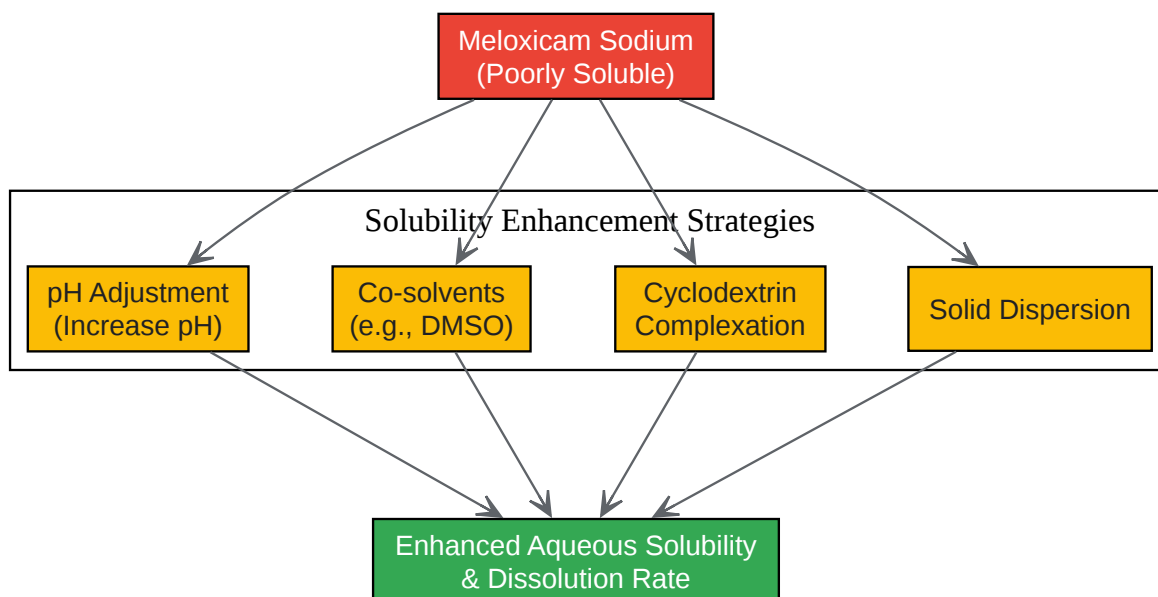 Meloxicam Sodium
(Poorly Soluble)
Solubility Enhancement Strategies
pH Adjustment
(Increase pH)
Co-solvents
(e.g., DMSO)
Cyclodextrin
Complexation
Solid Dispersion
Enhanced Aqueous Solubility
& Dissolution Rate